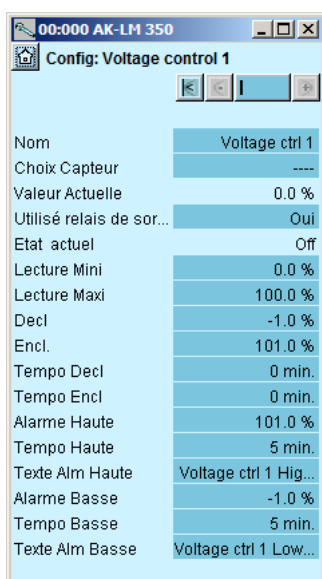 00:000 AK-LM 350
Config: Voltage control 1
Nom Voltage ctrl 1
Choix Capteur ----
Valeur Actuelle 0.0 %
Utilisé relais de sor... Oui
Etat actuel Off
Lecture Mini 0.0 %
Lecture Maxi 100.0 %
Decl -1.0 %
Encl. 101.0 %
Tempo Decl 0 min.
Tempo Encl 0 min.
Alarme Haute 101.0 %
Tempo Haute 5 min.
Texte Alm Haute Voltage ctrl 1 Hig...
Alarme Basse -1.0 %
Tempo Basse 5 min.
Texte Alm Basse Voltage ctrl 1 Low...